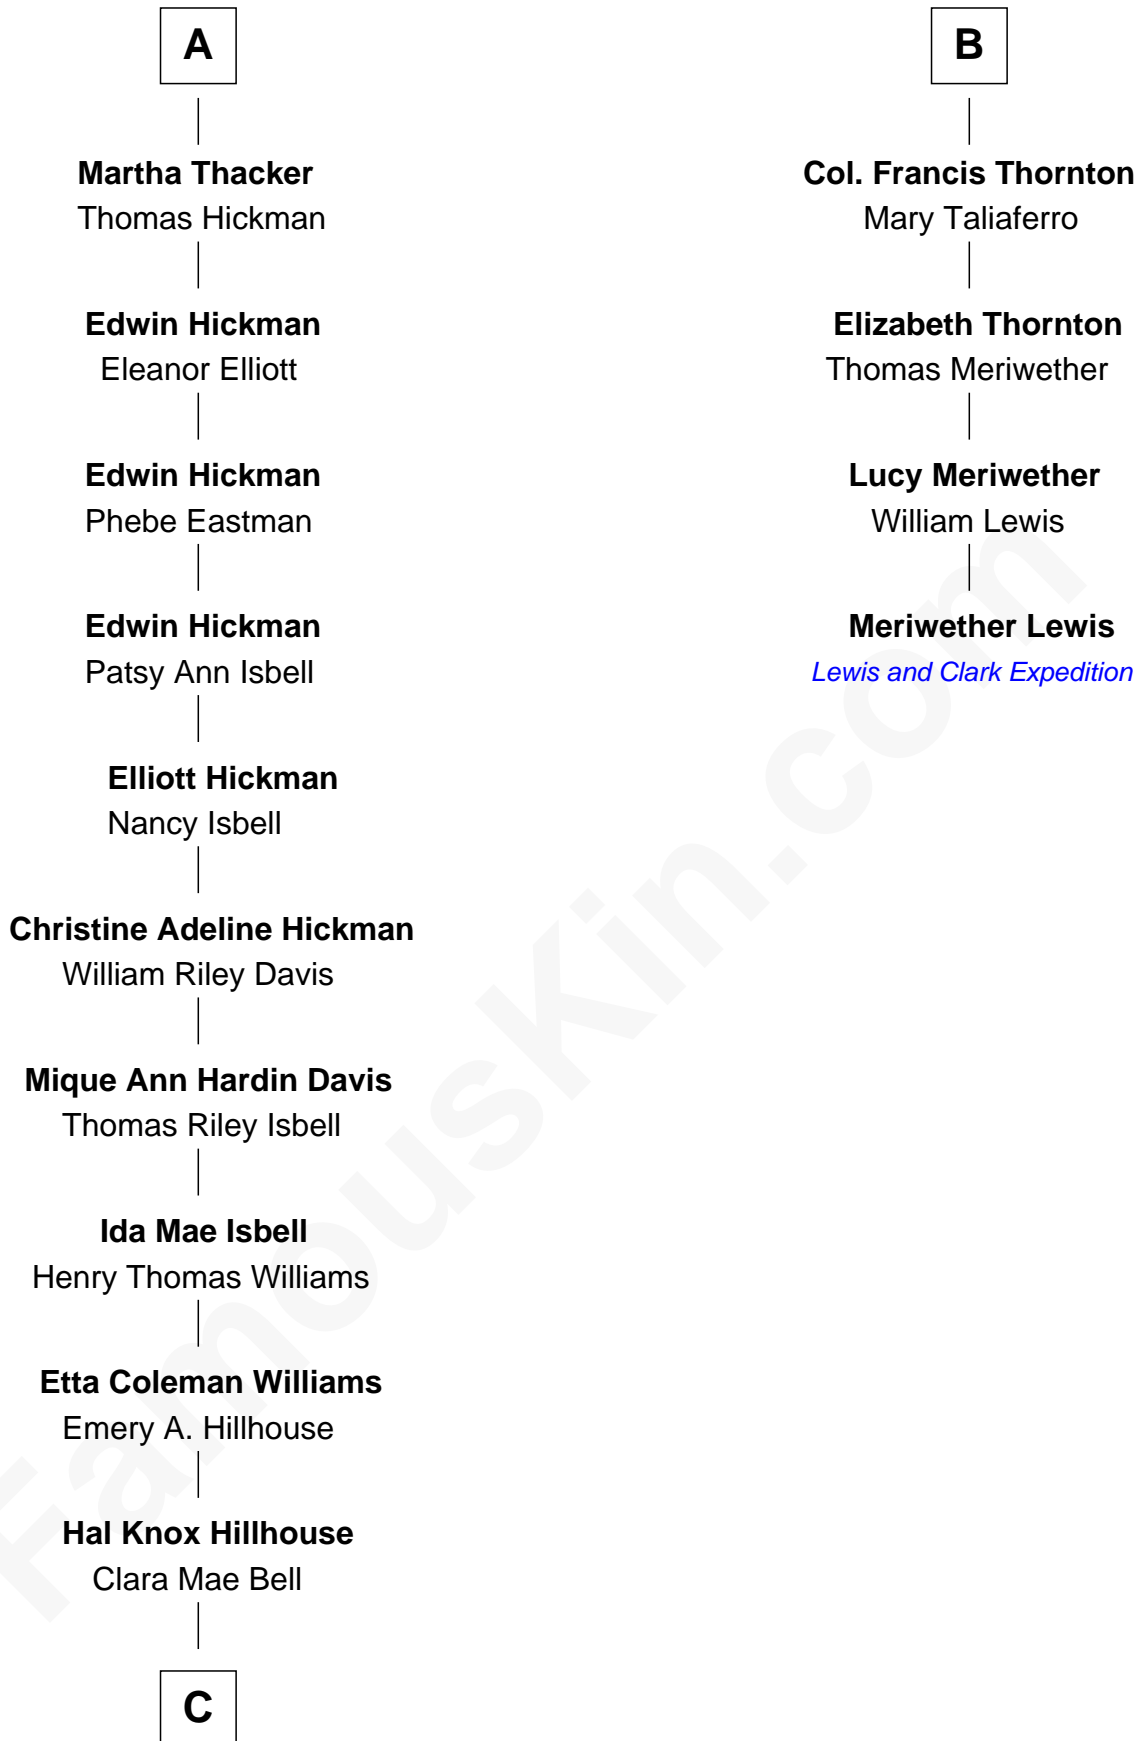 A
Martha Thacker
Thomas Hickman
Edwin Hickman
Eleanor Elliott
Edwin Hickman
Phebe Eastman
Edwin Hickman
Patsy Ann Isbell
Elliott Hickman
Nancy Isbell
Christine Adeline Hickman
William Riley Davis
Mique Ann Hardin Davis
Thomas Riley Isbell
Ida Mae Isbell
Henry Thomas Williams
Etta Coleman Williams
Emery A. Hillhouse
Hal Knox Hillhouse
Clara Mae Bell
C
B
Col. Francis Thornton
Mary Taliaferro
Elizabeth Thornton
Thomas Meriwether
Lucy Meriwether
William Lewis
Meriwether Lewis
Lewis and Clark Expedition
FamousKin.com